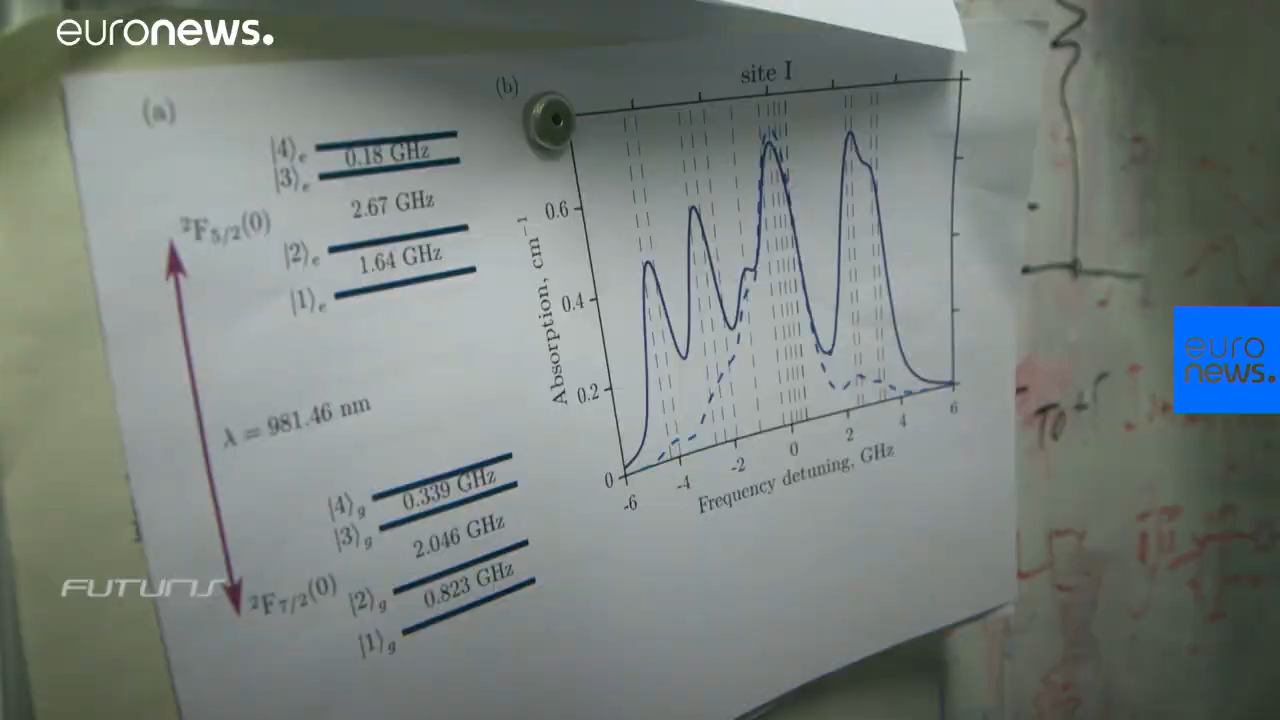 euronews.
(a)
|4⟩e
0.18 GHz
|3⟩e
2.67 GHz
²F5/2(0)
|2⟩e
1.64 GHz
|1⟩e
λ = 981.46 nm
|4⟩g
0.339 GHz
|3⟩g
2.046 GHz
²F7/2(0)
|2⟩g
0.823 GHz
|1⟩g
(b)
site I
Absorption, cm⁻¹
0.6
0.4
0.2
0
-6
-4
-2
0
2
4
6
Frequency detuning, GHz
euro
news.
FUTURIS